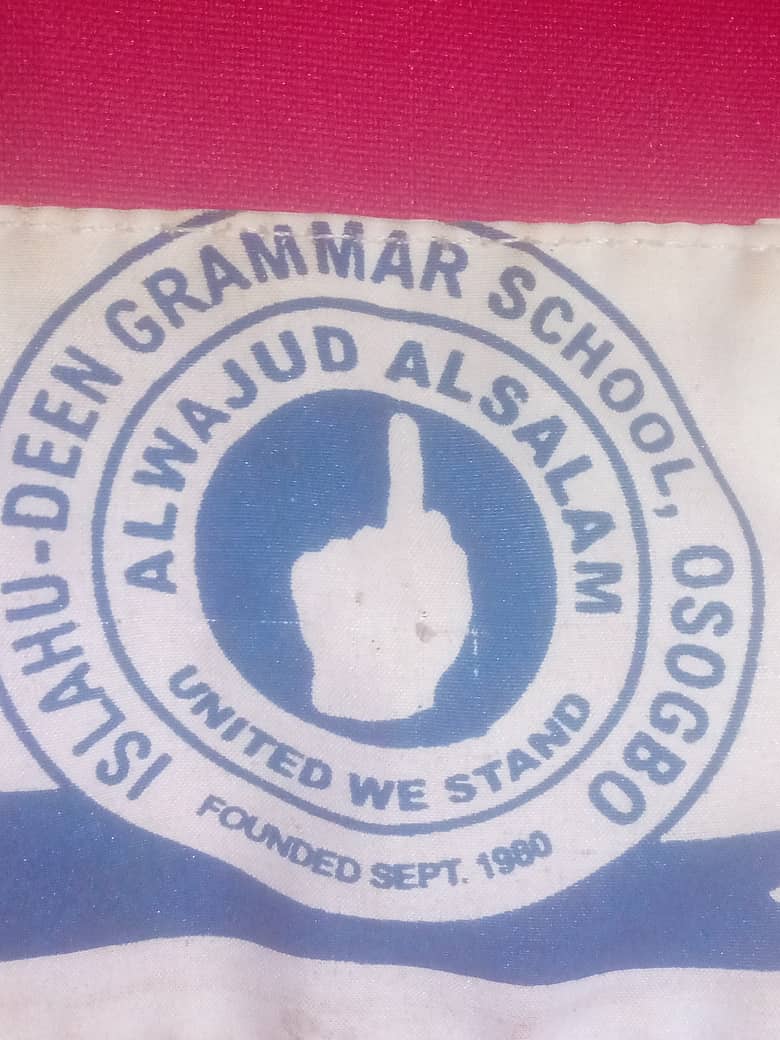 ISLAHU-DEEN GRAMMAR SCHOOL, OSOGBO
ALWAJUD ALSALAM
UNITED WE STAND
FOUNDED SEPT. 1980